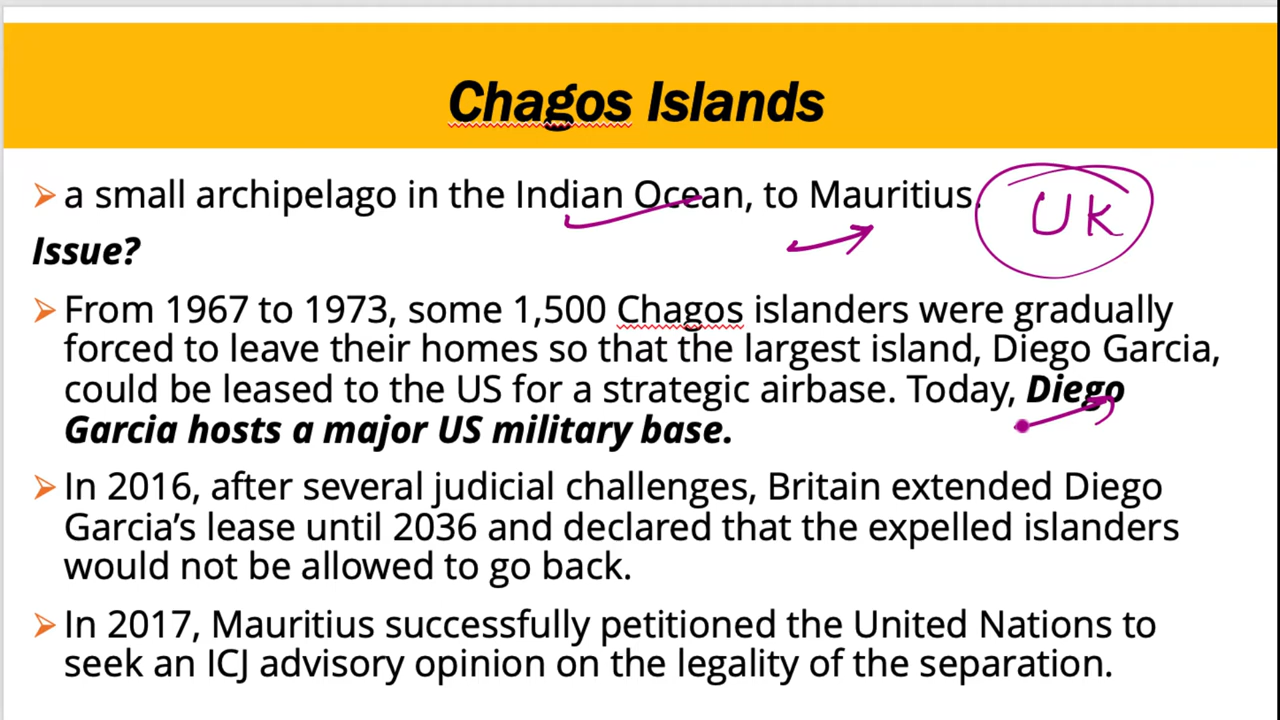 Chagos Islands
a small archipelago in the Indian Ocean, to Mauritius.
UK
Issue?
From 1967 to 1973, some 1,500 Chagos islanders were gradually
forced to leave their homes so that the largest island, Diego Garcia,
could be leased to the US for a strategic airbase. Today, Diego
Garcia hosts a major US military base.
In 2016, after several judicial challenges, Britain extended Diego
Garcia’s lease until 2036 and declared that the expelled islanders
would not be allowed to go back.
In 2017, Mauritius successfully petitioned the United Nations to
seek an ICJ advisory opinion on the legality of the separation.